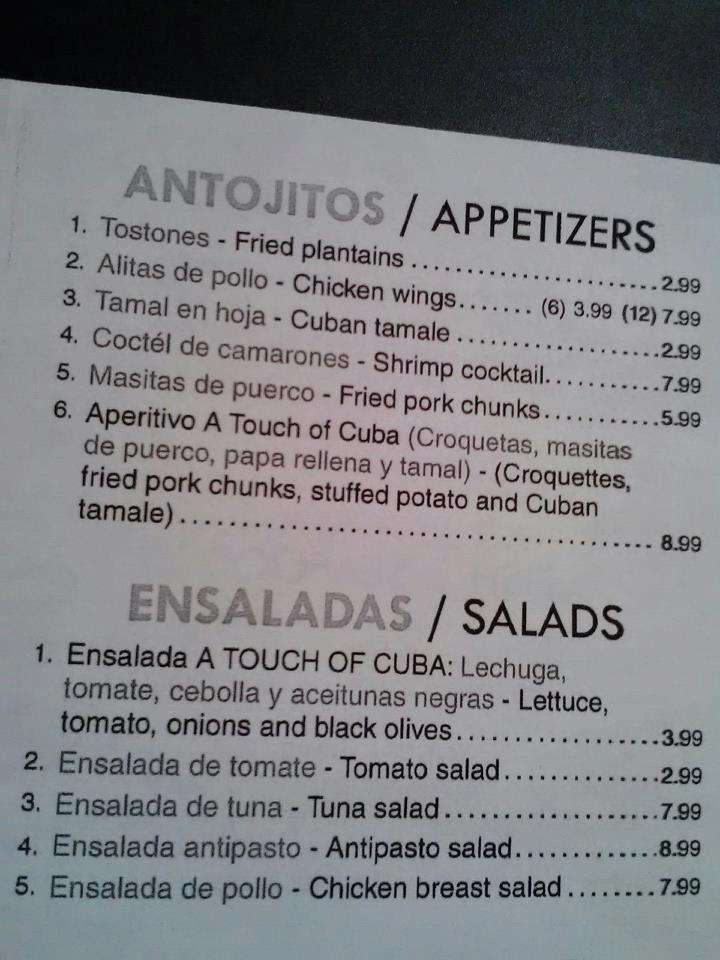 ANTOJITOS / APPETIZERS
1. Tostones - Fried plantains ........................2.99
2. Alitas de pollo - Chicken wings....... (6) 3.99 (12) 7.99
3. Tamal en hoja - Cuban tamale ...................2.99
4. Coctél de camarones - Shrimp cocktail...........7.99
5. Masitas de puerco - Fried pork chunks...........5.99
6. Aperitivo A Touch of Cuba (Croquetas, masitas
de puerco, papa rellena y tamal) - (Croquettes,
fried pork chunks, stuffed potato and Cuban
tamale) ........................................... 8.99
ENSALADAS / SALADS
1. Ensalada A TOUCH OF CUBA: Lechuga,
tomate, cebolla y aceitunas negras - Lettuce,
tomato, onions and black olives..................3.99
2. Ensalada de tomate - Tomato salad..............2.99
3. Ensalada de tuna - Tuna salad...................7.99
4. Ensalada antipasto - Antipasto salad............8.99
5. Ensalada de pollo - Chicken breast salad ........7.99